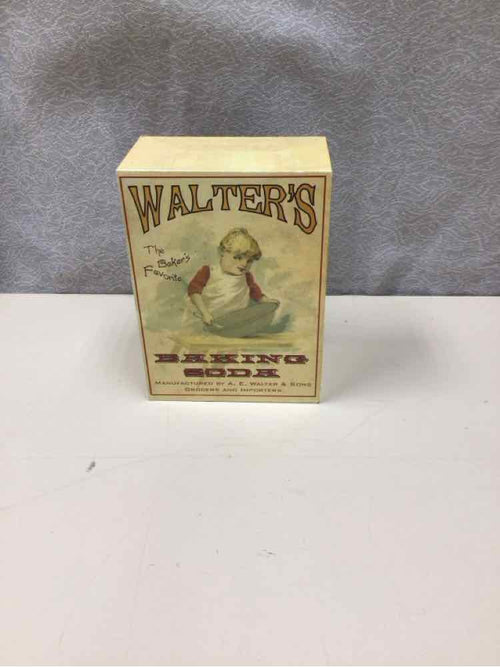 WALTER'S
The
Baker's
Favorite
BAKING
SODA
MANUFACTURED BY A. E. WALTER & SONS
GROCERS AND IMPORTERS